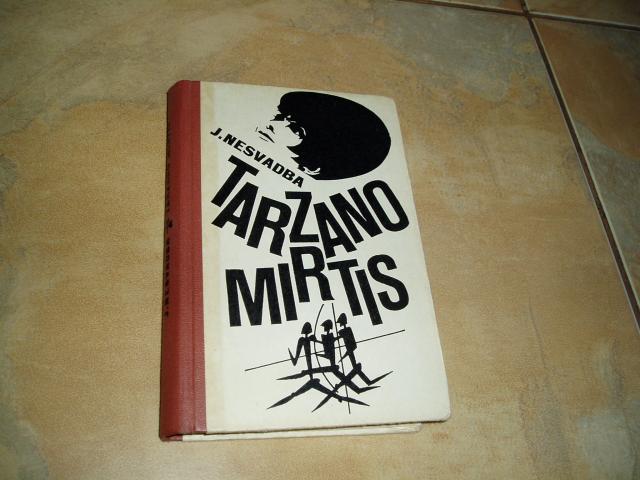 J. NESVADBA
TARZANO
MIRTIS